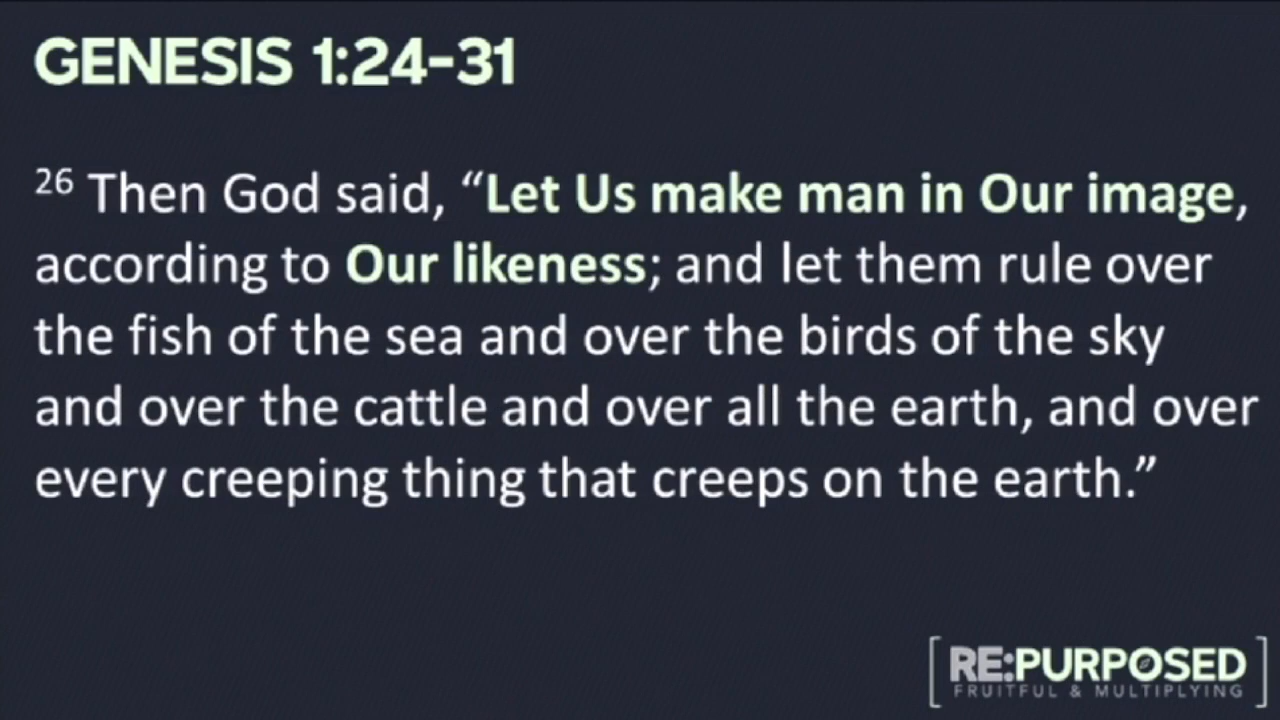 GENESIS 1:24-31
26 Then God said, “Let Us make man in Our image,
according to Our likeness; and let them rule over
the fish of the sea and over the birds of the sky
and over the cattle and over all the earth, and over
every creeping thing that creeps on the earth.”
[RE:PURPOSED]
FRUITFUL & MULTIPLYING